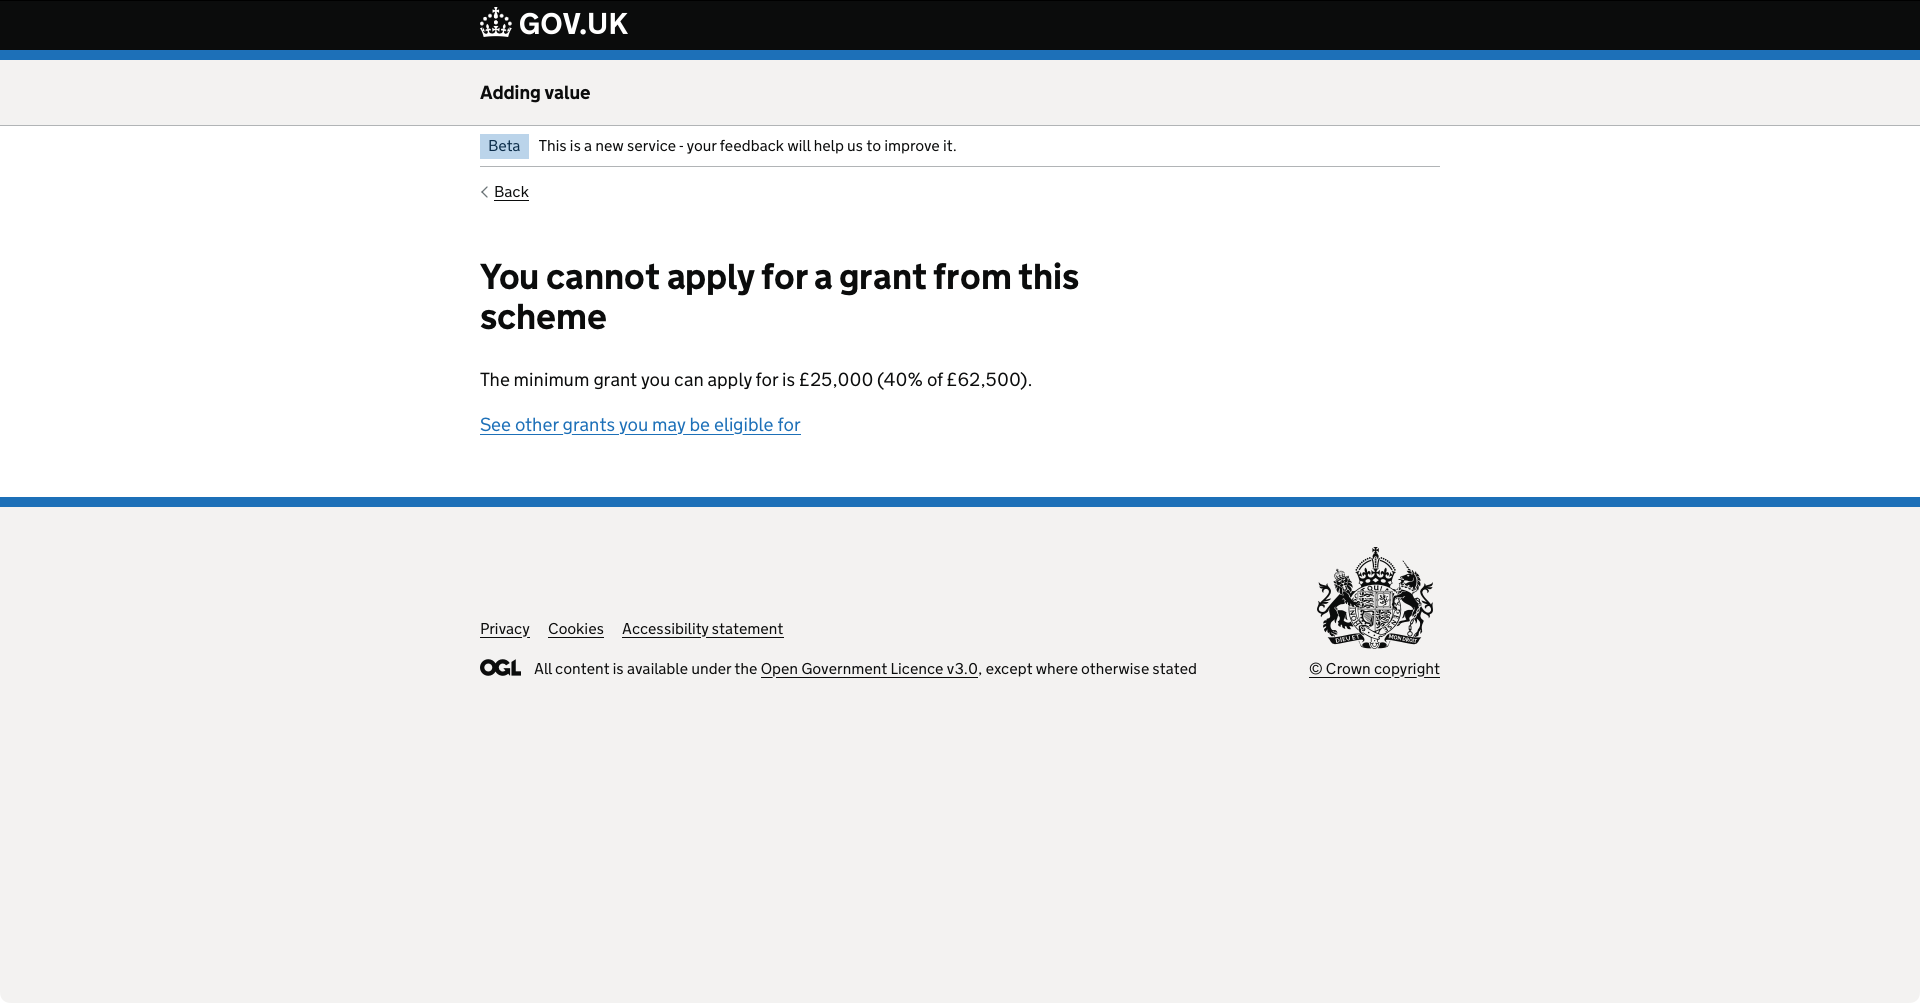 GOV.UK
Adding value
Beta This is a new service - your feedback will help us to improve it.
Back
You cannot apply for a grant from this
scheme
The minimum grant you can apply for is £25,000 (40% of £62,500).
See other grants you may be eligible for
Privacy Cookies Accessibility statement
DIEU ET MON DROIT
OGL All content is available under the Open Government Licence v3.0, except where otherwise stated
© Crown copyright